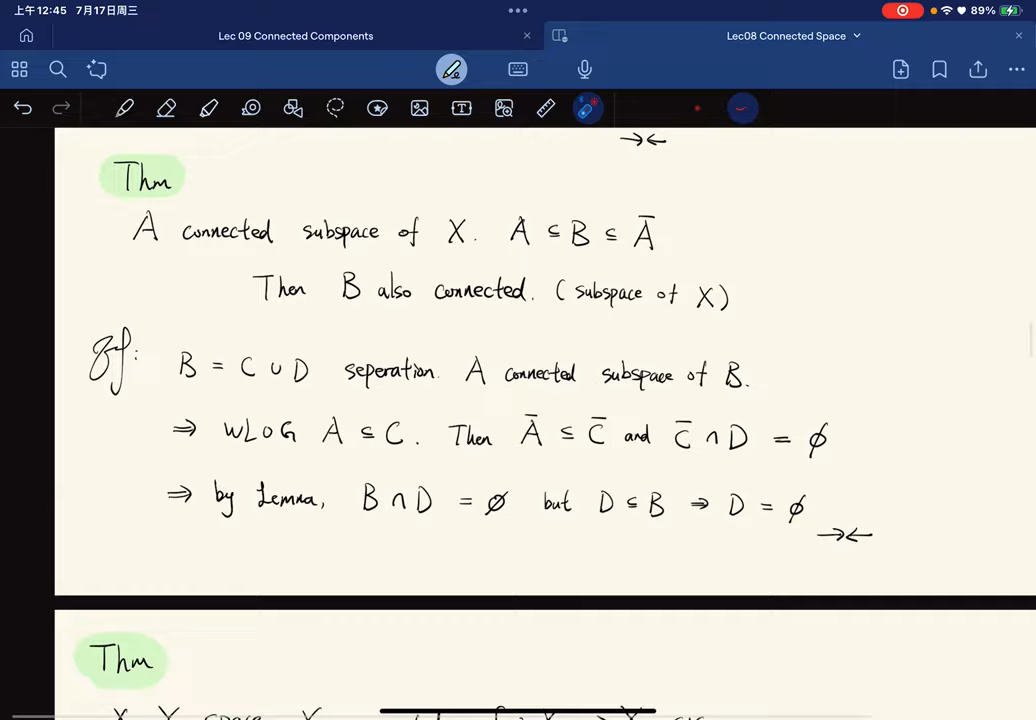 上午12:45 7月17日周三
89%
Lec 09 Connected Components
Lec08 Connected Space
Thm
A connected subspace of X. A ⊆ B ⊆ Ā
Then B also connected. (subspace of X)
Pf:
B = C ∪ D seperation. A connected subspace of B.
⇒ WLOG A ⊆ C. Then Ā ⊆ C̄ and C̄ ∩ D = ∅
⇒ by Lemma, B ∩ D = ∅ but D ⊆ B ⇒ D = ∅
→←
Thm